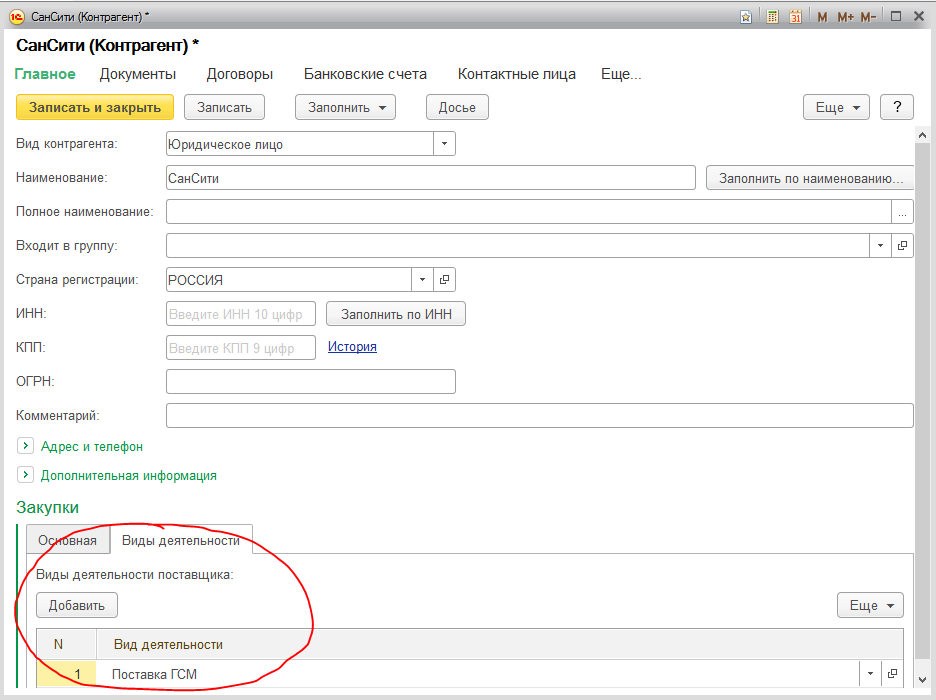 1С СанСити (Контрагент) * 31 M M+ M-
СанСити (Контрагент) *
Главное Документы Договоры Банковские счета Контактные лица Еще...
Записать и закрыть Записать Заполнить Досье Еще ?
Вид контрагента: Юридическое лицо
Наименование: СанСити Заполнить по наименованию...
Полное наименование: ...
Входит в группу:
Страна регистрации: РОССИЯ
ИНН: Введите ИНН 10 цифр Заполнить по ИНН
КПП: Введите КПП 9 цифр История
ОГРН:
Комментарий:
Адрес и телефон
Дополнительная информация
Закупки
Основная Виды деятельности
Виды деятельности поставщика:
Добавить Еще
N Вид деятельности
1 Поставка ГСМ